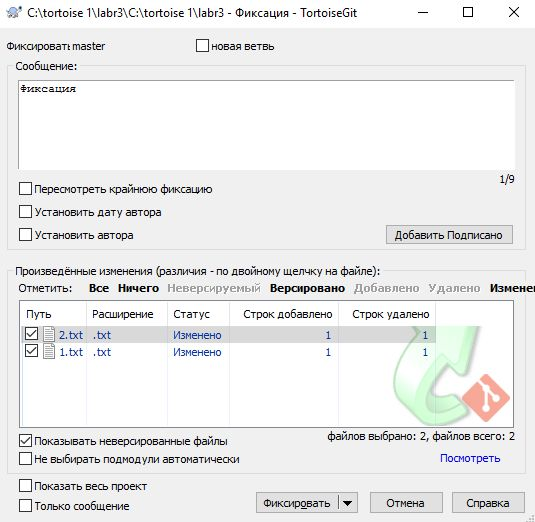 C:\tortoise 1\labr3\C:\tortoise 1\labr3 - Фиксация - TortoiseGit
Фиксировать master
новая ветвь
Сообщение:
Фиксация
1/9
Пересмотреть крайнюю фиксацию
Установить дату автора
Установить автора
Добавить Подписано
Произведённые изменения (различия - по двойному щелчку на файле):
Отметить: Все Ничего Неверсируемый Версировано Добавлено Удалено Изменен
Путь Расширение Статус Строк добавлено Строк удалено
2.txt .txt Изменено 1 1
1.txt .txt Изменено 1 1
Показывать неверсированные файлы
файлов выбрано: 2, файлов всего: 2
Не выбирать подмодули автоматически
Посмотреть
Показать весь проект
Только сообщение
Фиксировать
Отмена
Справка